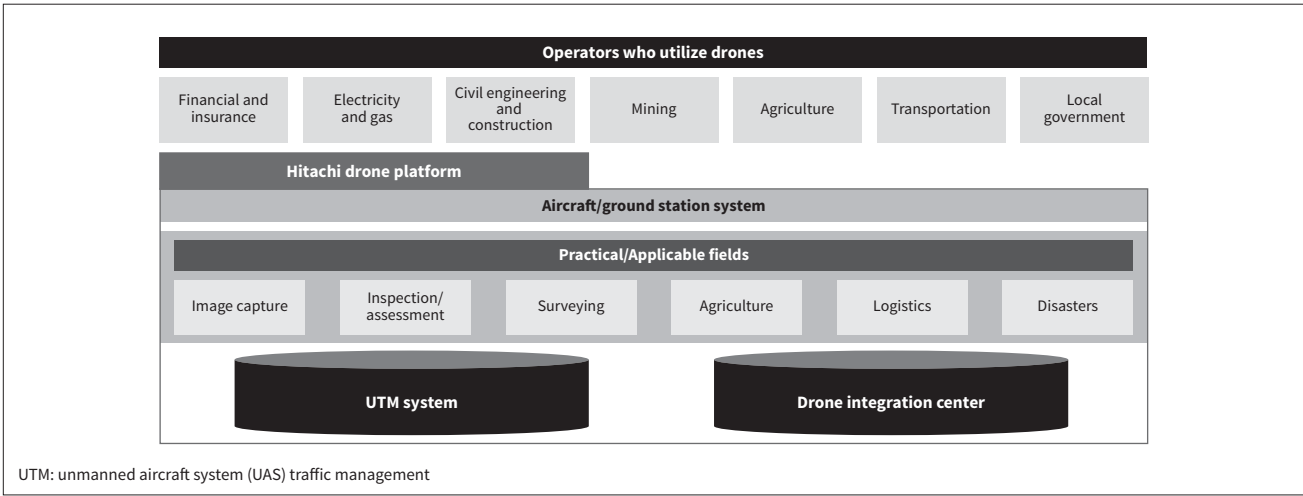 Operators who utilize drones
Financial and
insurance
Electricity
and gas
Civil engineering
and
construction
Mining
Agriculture
Transportation
Local
government
Hitachi drone platform
Aircraft/ground station system
Practical/Applicable fields
Image capture
Inspection/
assessment
Surveying
Agriculture
Logistics
Disasters
UTM system
Drone integration center
UTM: unmanned aircraft system (UAS) traffic management